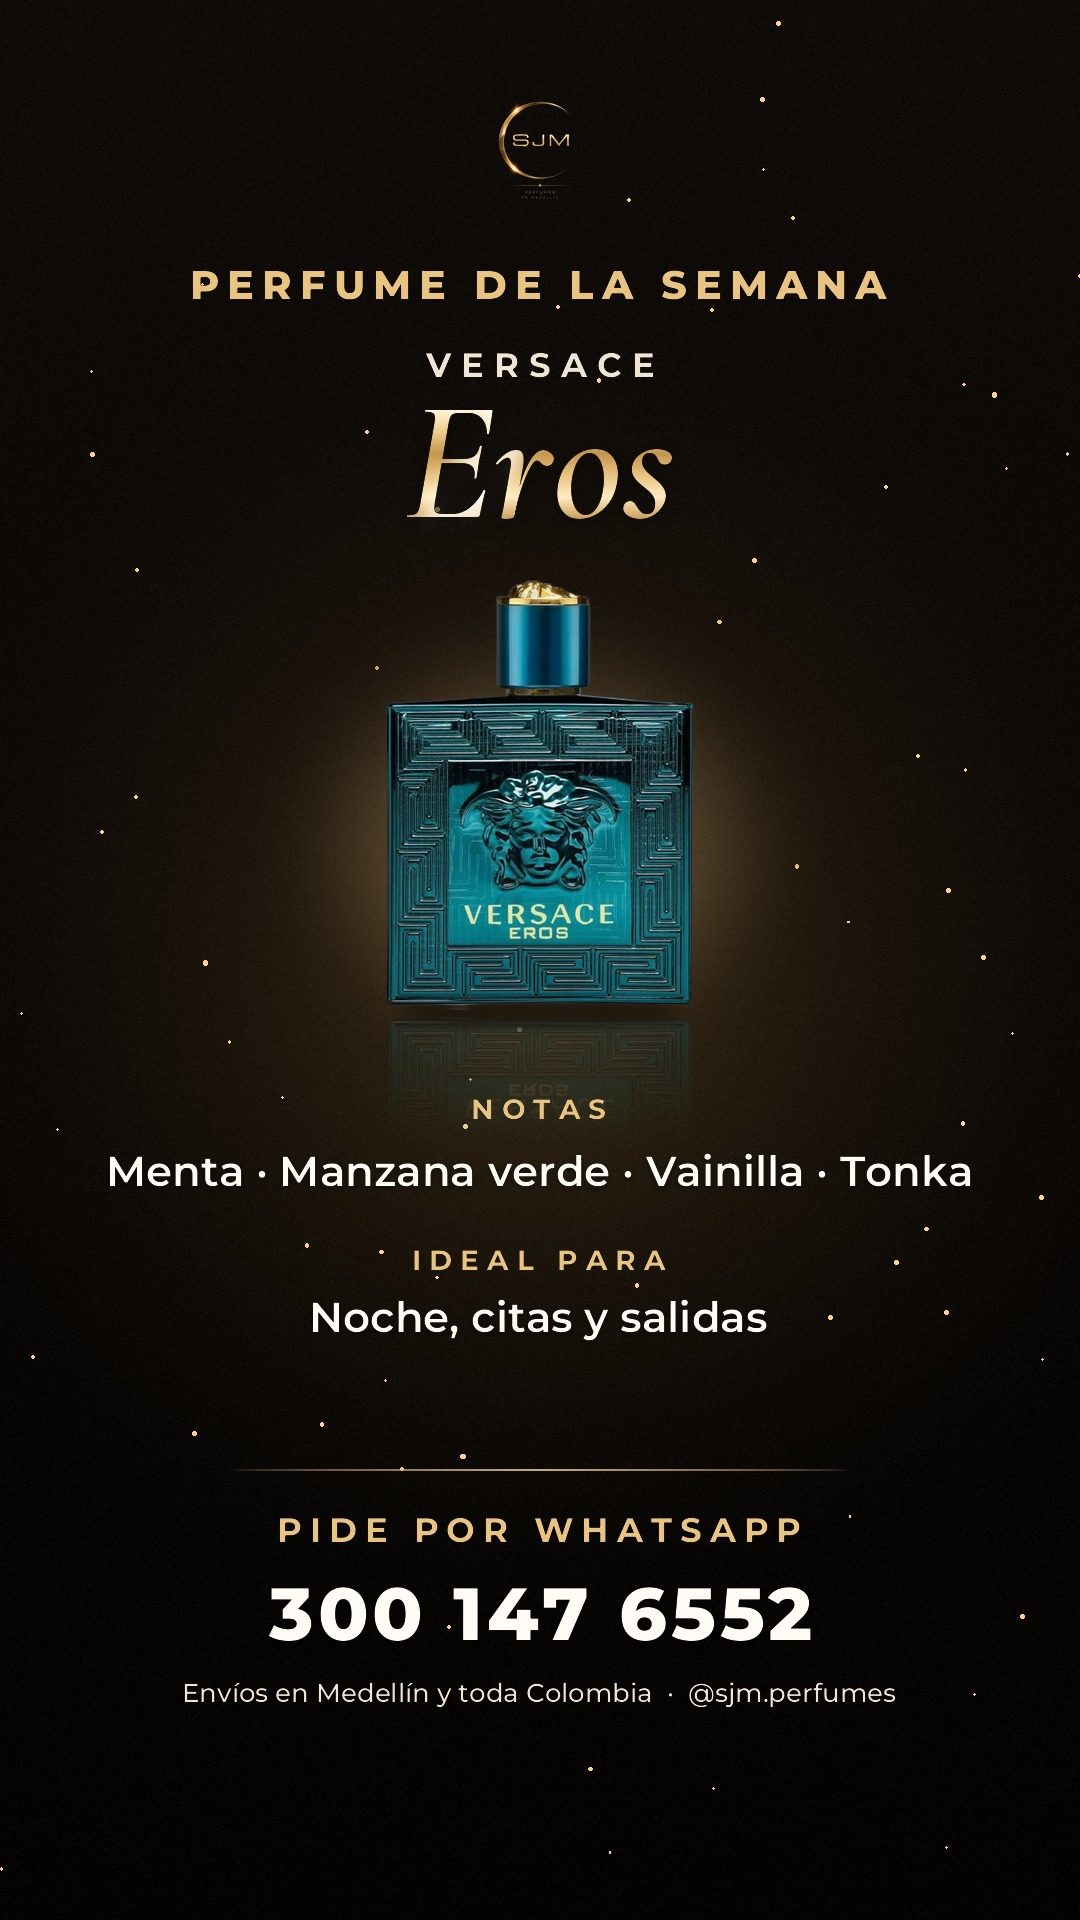 SJM
PERFUME DE LA SEMANA
VERSACE
Eros
VERSACE
EROS
NOTAS
Menta · Manzana verde · Vainilla · Tonka
IDEAL PARA
Noche, citas y salidas
PIDE POR WHATSAPP
300 147 6552
Envíos en Medellín y toda Colombia · @sjm.perfumes